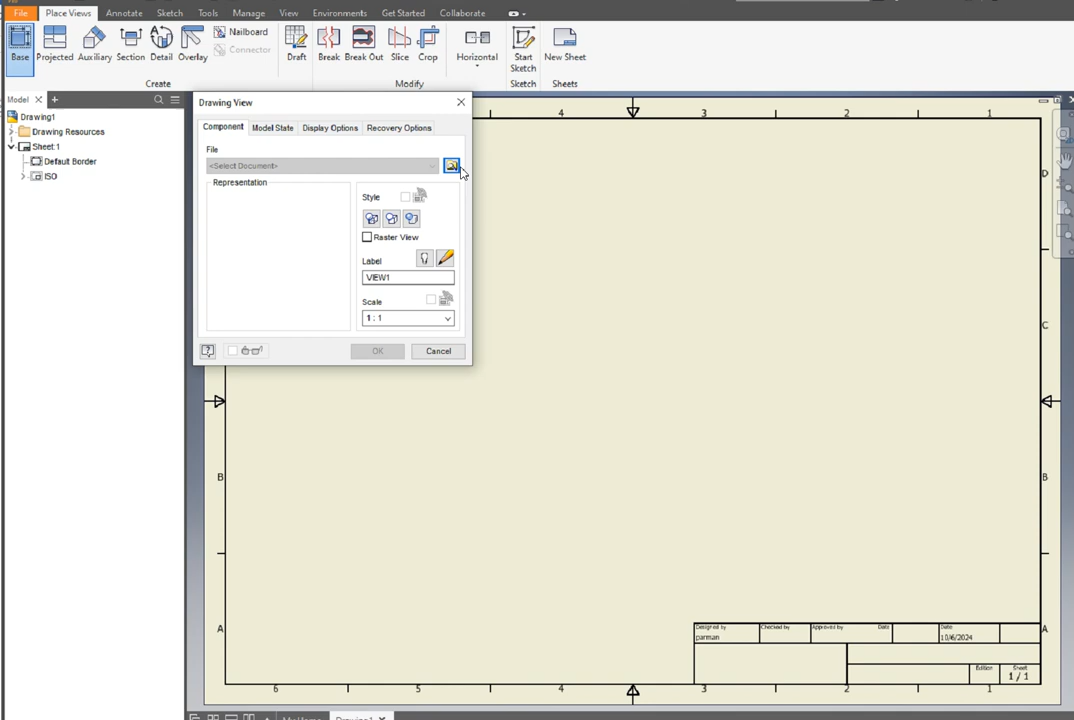 File Place Views Annotate Sketch Tools Manage View Environments Get Started Collaborate
Base Projected Auxiliary Section Detail Overlay Nailboard Connector Draft Break Break Out Slice Crop Horizontal Start Sketch New Sheet
Create Modify Sketch Sheets
Model
Drawing1
Drawing Resources
Sheet:1
Default Border
ISO
Drawing View
Component Model State Display Options Recovery Options
File
<Select Document>
Representation
Style
Raster View
Label
VIEW1
Scale
1 : 1
OK Cancel
4 3 2 1
D
C
B B
A A
Designed by Checked by Approved by Date Date
parman 10/6/2024
Edition Sheet
1 / 1
6 5 4 3 2 1
My Home Drawing1